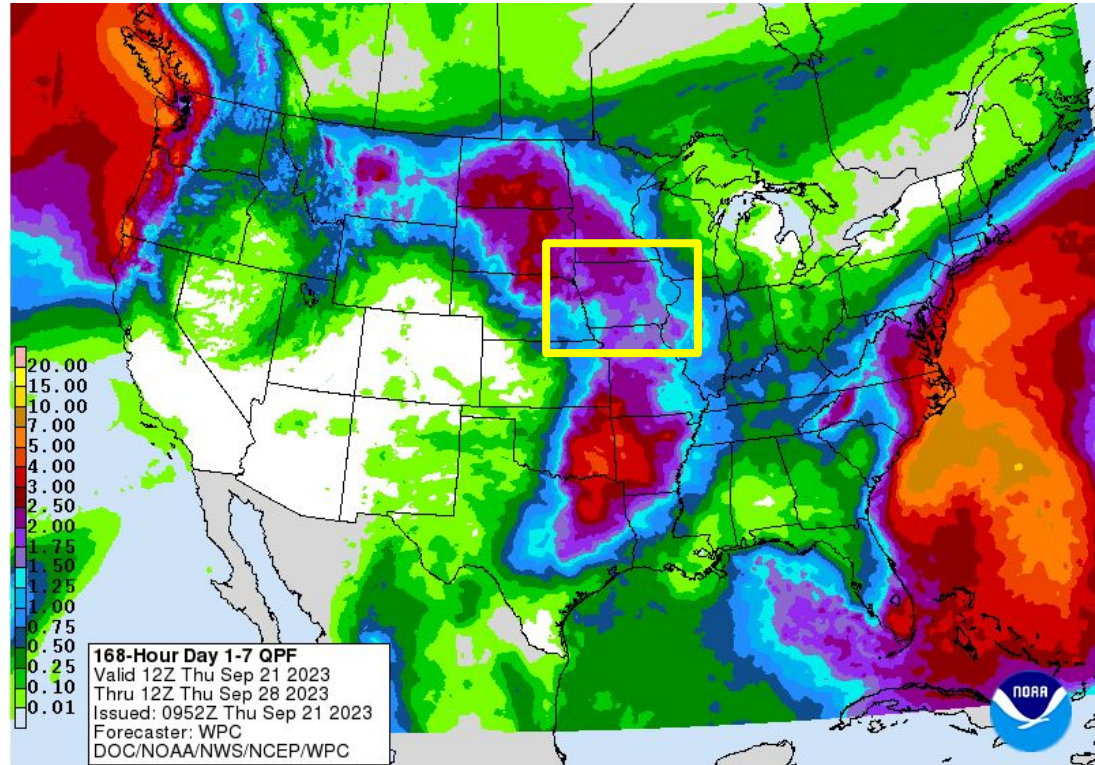 20.00
15.00
10.00
7.00
5.00
4.00
3.00
2.50
2.00
1.75
1.50
1.25
1.00
0.75
0.50
0.25
0.10
0.01
168-Hour Day 1-7 QPF
Valid 12Z Thu Sep 21 2023
Thru 12Z Thu Sep 28 2023
Issued: 0952Z Thu Sep 21 2023
Forecaster: WPC
DOC/NOAA/NWS/NCEP/WPC
NOAA